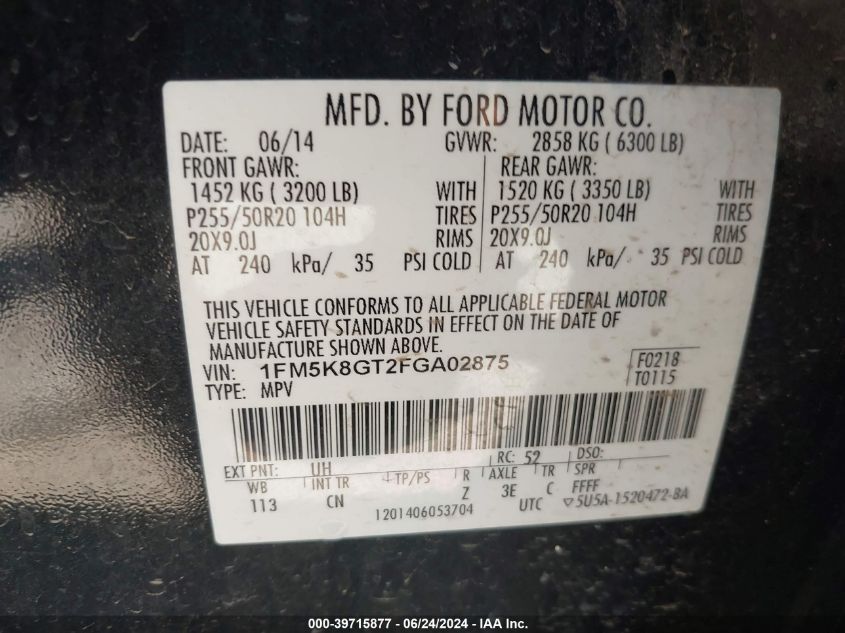 MFD. BY FORD MOTOR CO.
DATE: 06/14 GVWR: 2858 KG ( 6300 LB)
FRONT GAWR: REAR GAWR:
1452 KG ( 3200 LB) WITH 1520 KG ( 3350 LB) WITH
P255/50R20 104H TIRES P255/50R20 104H TIRES
20X9.0J RIMS 20X9.0J RIMS
AT 240 kPa/ 35 PSI COLD AT 240 kPa/ 35 PSI COLD
THIS VEHICLE CONFORMS TO ALL APPLICABLE FEDERAL MOTOR
VEHICLE SAFETY STANDARDS IN EFFECT ON THE DATE OF
MANUFACTURE SHOWN ABOVE.
VIN: 1FM5K8GT2FGA02875 F0218
TYPE: MPV T0115
EXT PNT: UH RC: 52 DSO:
WB INT TR TP/PS R AXLE TR SPR
113 CN Z 3E C FFFF
1201406053704 UTC ▽5U5A-1520472-BA
000-39715877 - 06/24/2024 - IAA Inc.